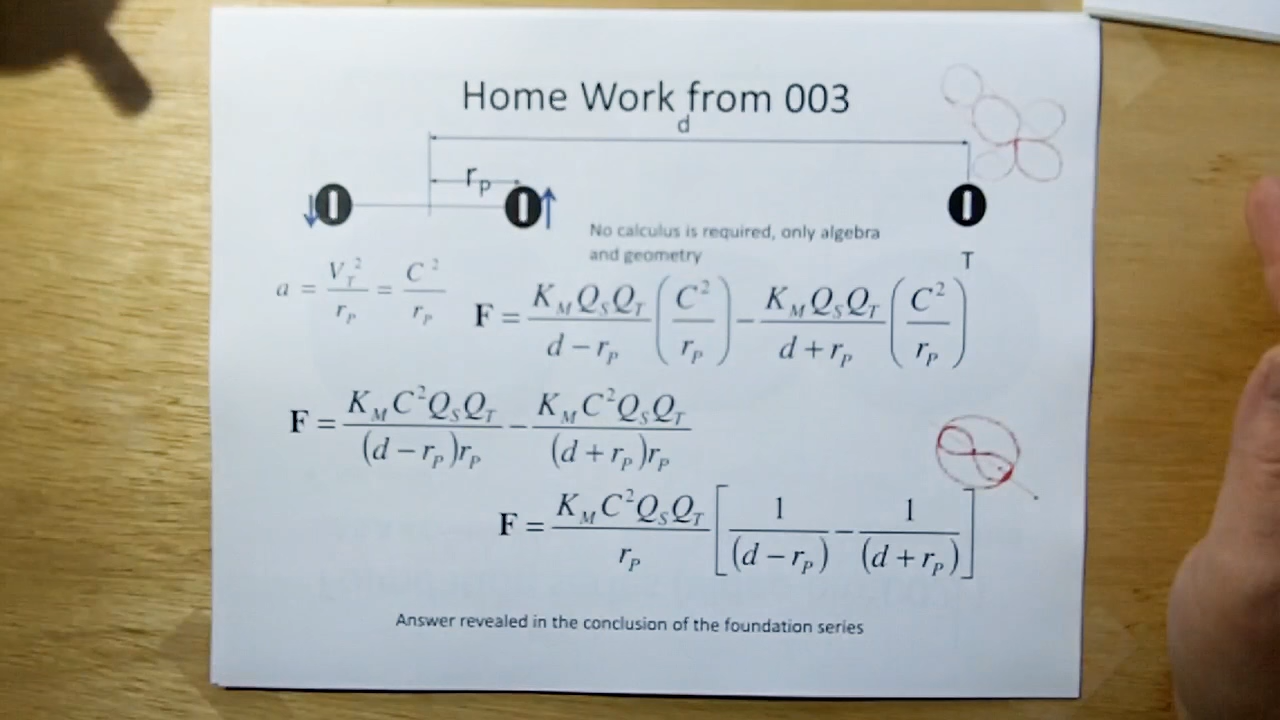 Home Work from 003
d
r_P
No calculus is required, only algebra
and geometry
T
a = V_T^2 / r_P = C^2 / r_P
F = K_M Q_S Q_T / (d − r_P) (C^2 / r_P) − K_M Q_S Q_T / (d + r_P) (C^2 / r_P)
F = K_M C^2 Q_S Q_T / (d − r_P)r_P − K_M C^2 Q_S Q_T / (d + r_P)r_P
F = K_M C^2 Q_S Q_T / r_P [1 / (d − r_P) − 1 / (d + r_P)]
Answer revealed in the conclusion of the foundation series